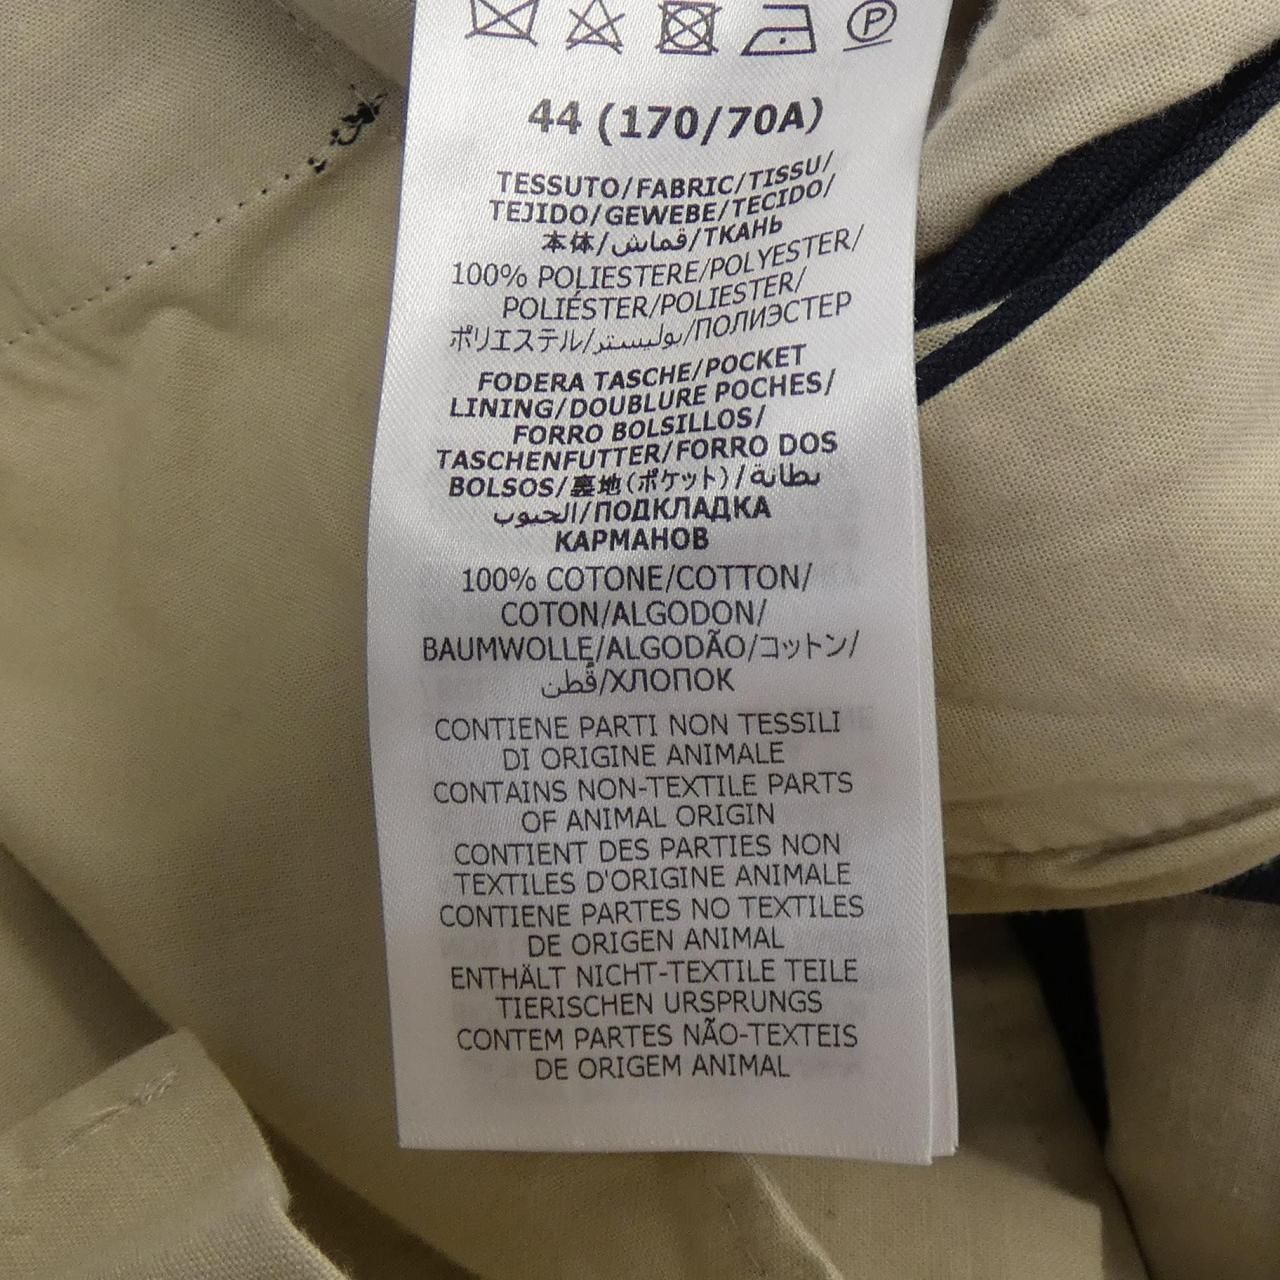 P
44 (170/70A)
TESSUTO/FABRIC/TISSU/
TEJIDO/GEWEBE/TECIDO/
本体/قماش/ТКАНЬ
100% POLIESTERE/POLYESTER/
POLIÉSTER/POLIESTER/
ポリエステル/بوليستر/ПОЛИЭСТЕР
FODERA TASCHE/POCKET
LINING/DOUBLURE POCHES/
FORRO BOLSILLOS/
TASCHENFUTTER/FORRO DOS
BOLSOS/裏地(ポケット)/بطانة
الجيوب/ПОДКЛАДКА
КАРМАНОВ
100% COTONE/COTTON/
COTON/ALGODON/
BAUMWOLLE/ALGODÃO/コットン/
قُطن/ХЛОПОК
CONTIENE PARTI NON TESSILI
DI ORIGINE ANIMALE
CONTAINS NON-TEXTILE PARTS
OF ANIMAL ORIGIN
CONTIENT DES PARTIES NON
TEXTILES D'ORIGINE ANIMALE
CONTIENE PARTES NO TEXTILES
DE ORIGEN ANIMAL
ENTHÄLT NICHT-TEXTILE TEILE
TIERISCHEN URSPRUNGS
CONTEM PARTES NÃO-TEXTEIS
DE ORIGEM ANIMAL